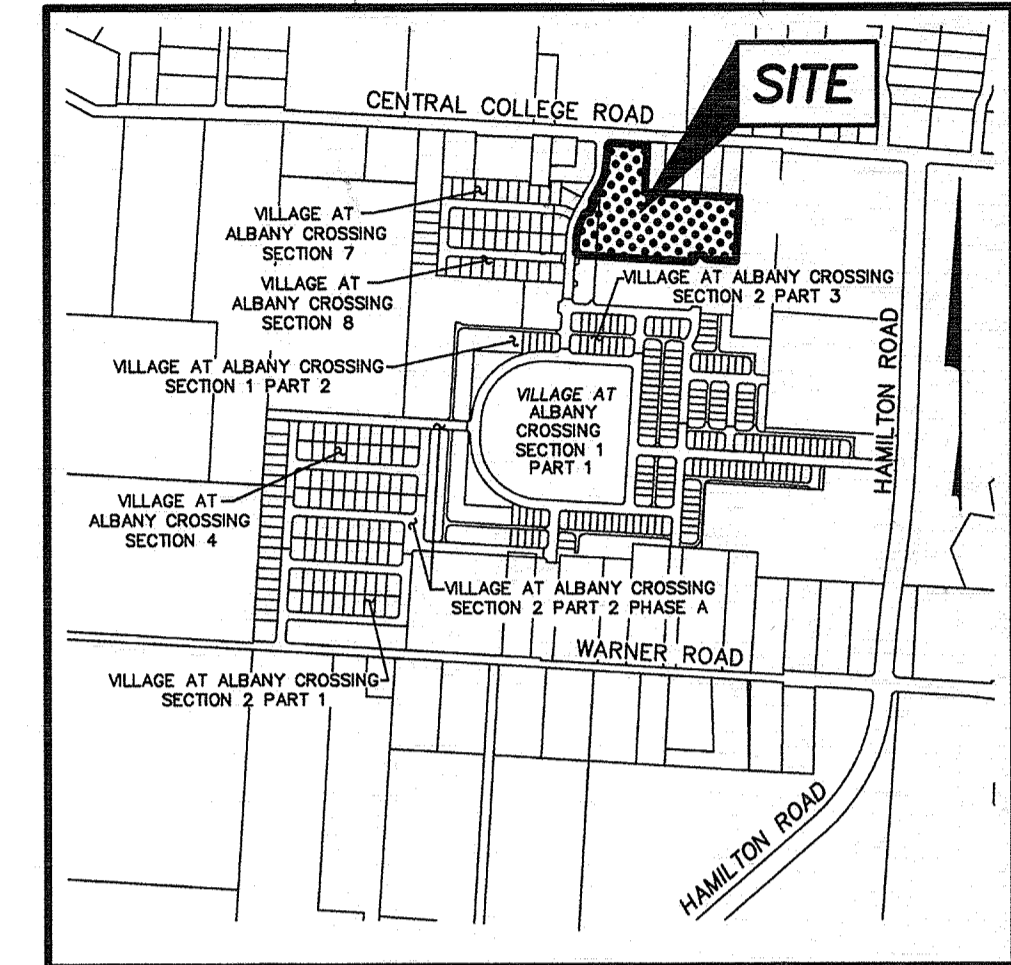 SITE
CENTRAL COLLEGE ROAD
VILLAGE AT
ALBANY CROSSING
SECTION 7
VILLAGE AT
ALBANY CROSSING
SECTION 8
VILLAGE AT ALBANY CROSSING
SECTION 2 PART 3
VILLAGE AT ALBANY CROSSING
SECTION 1 PART 2
VILLAGE AT
ALBANY
CROSSING
SECTION 1
PART 1
HAMILTON ROAD
VILLAGE AT
ALBANY CROSSING
SECTION 4
VILLAGE AT ALBANY CROSSING
SECTION 2 PART 2 PHASE A
WARNER ROAD
VILLAGE AT ALBANY CROSSING
SECTION 2 PART 1
HAMILTON ROAD